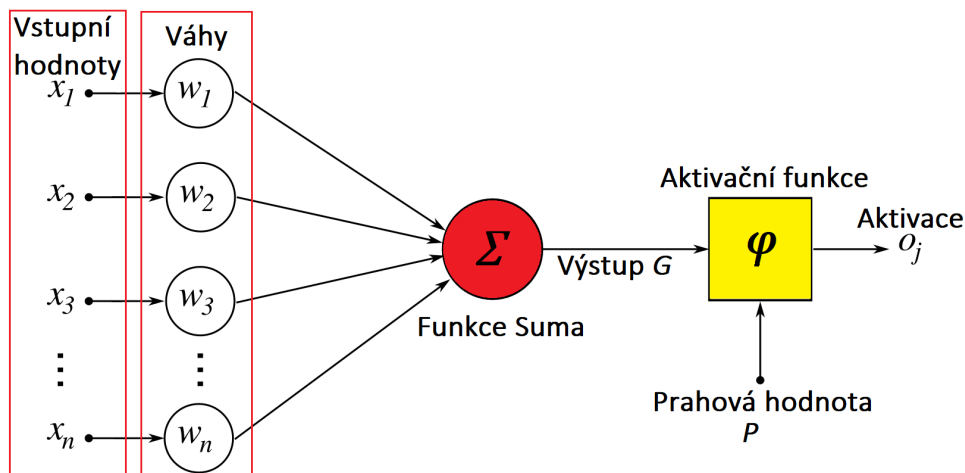 Vstupní
hodnoty
Váhy
x1
w1
x2
w2
x3
w3
⋮
⋮
xn
wn
Σ
Funkce Suma
Výstup G
Aktivační funkce
φ
Aktivace
oj
Prahová hodnota
P